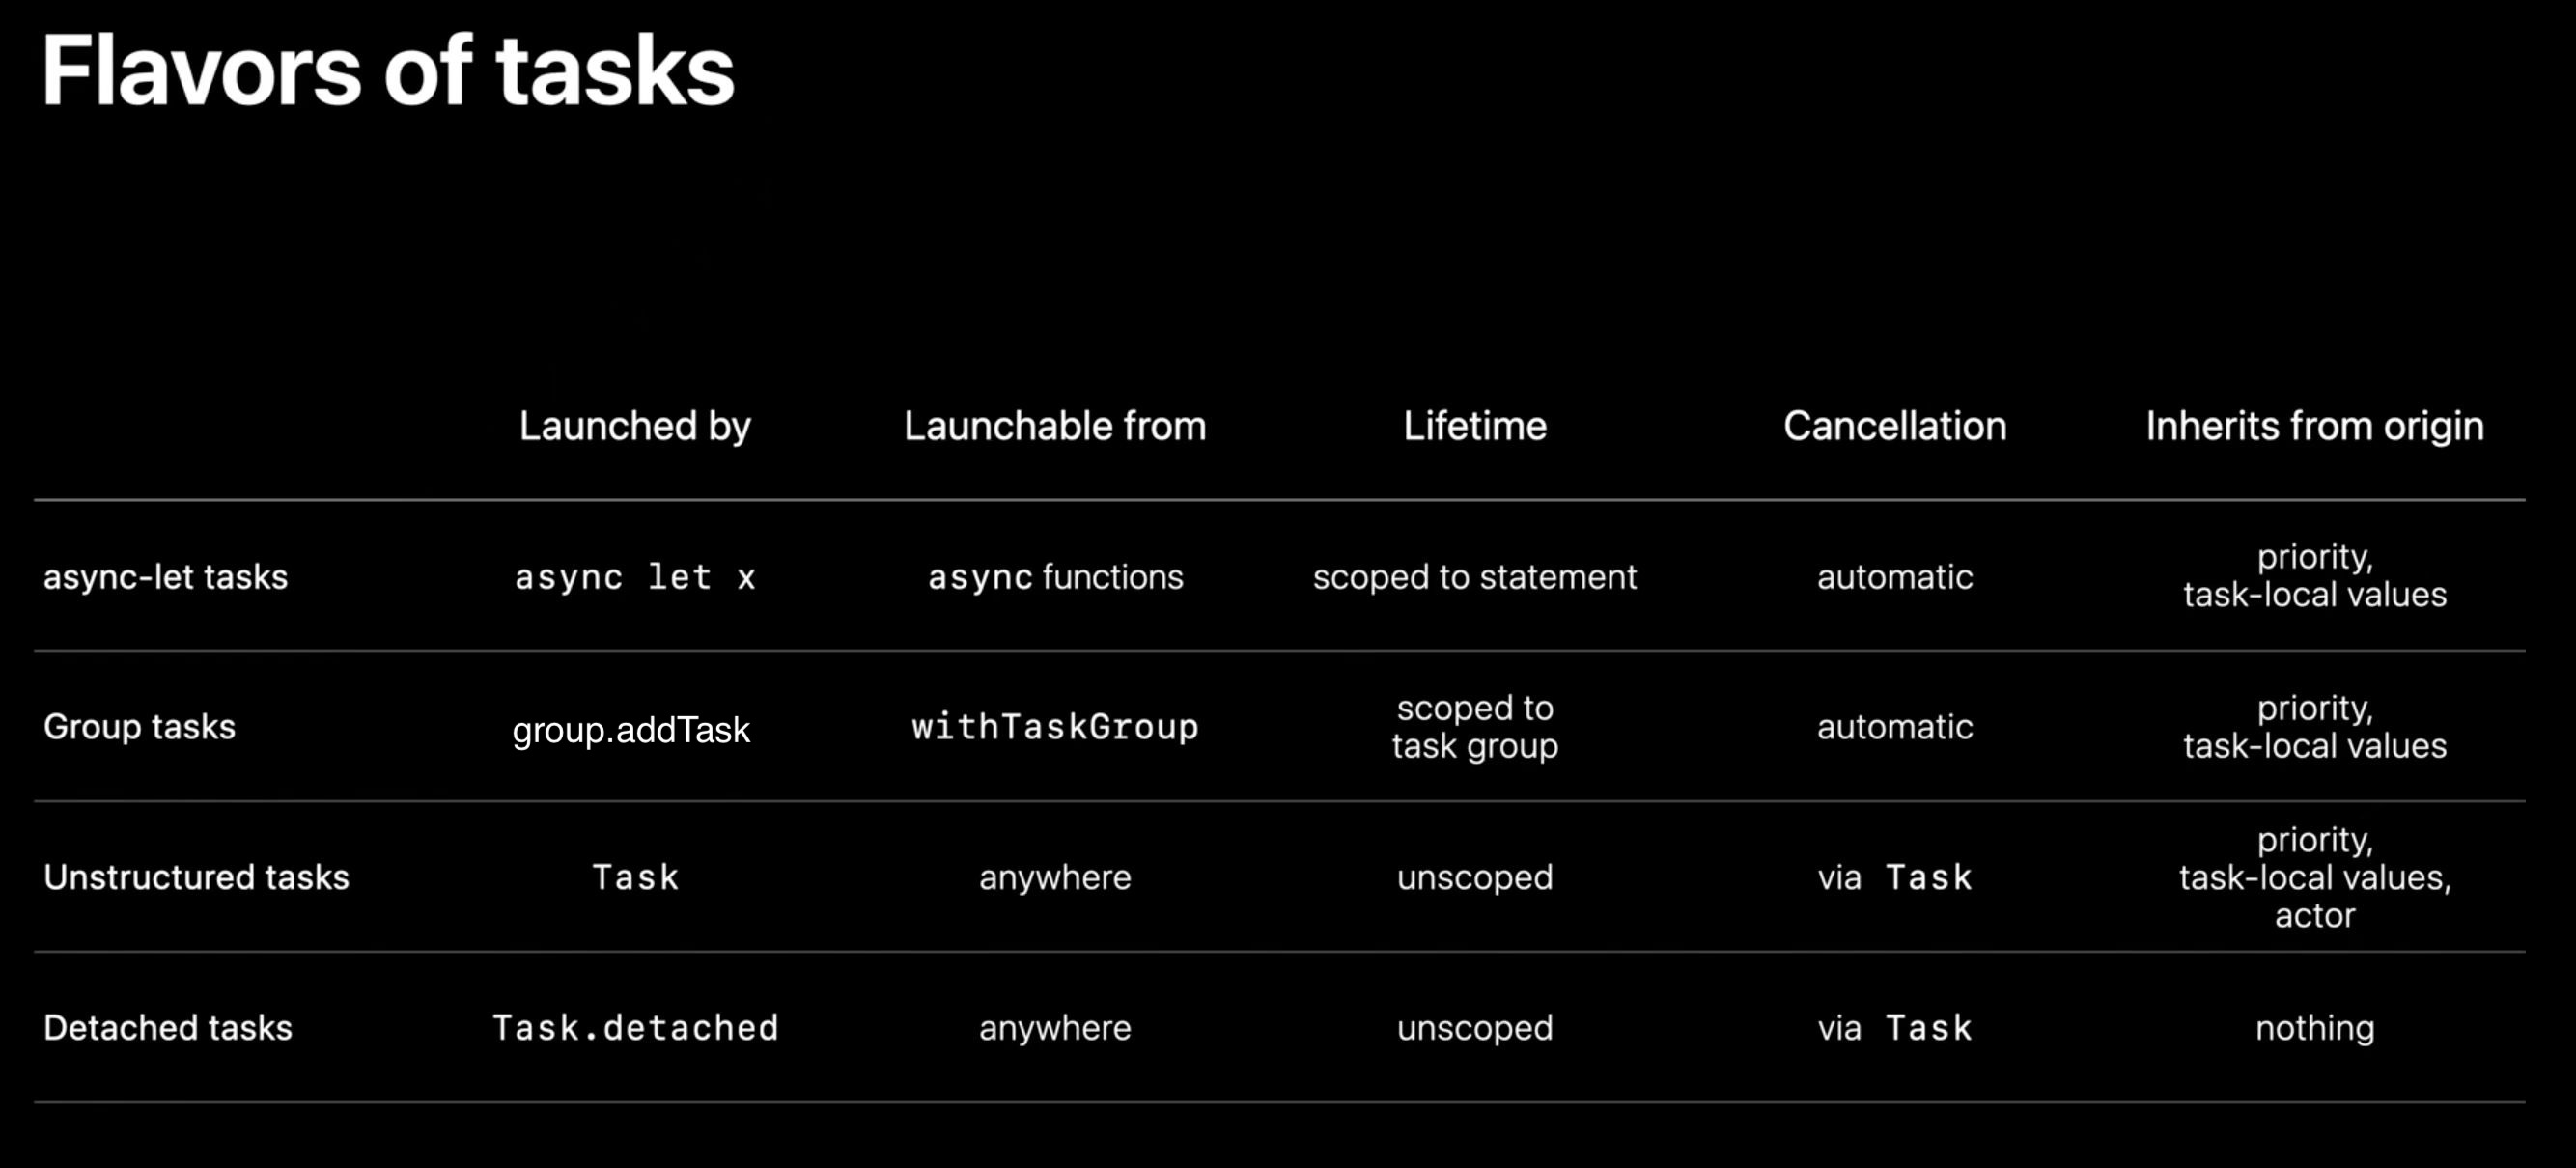 Flavors of tasks
Launched by Launchable from Lifetime Cancellation Inherits from origin
async-let tasks async let x async functions scoped to statement automatic priority,
task-local values
Group tasks group.addTask withTaskGroup scoped to
task group automatic priority,
task-local values
Unstructured tasks Task anywhere unscoped via Task priority,
task-local values,
actor
Detached tasks Task.detached anywhere unscoped via Task nothing